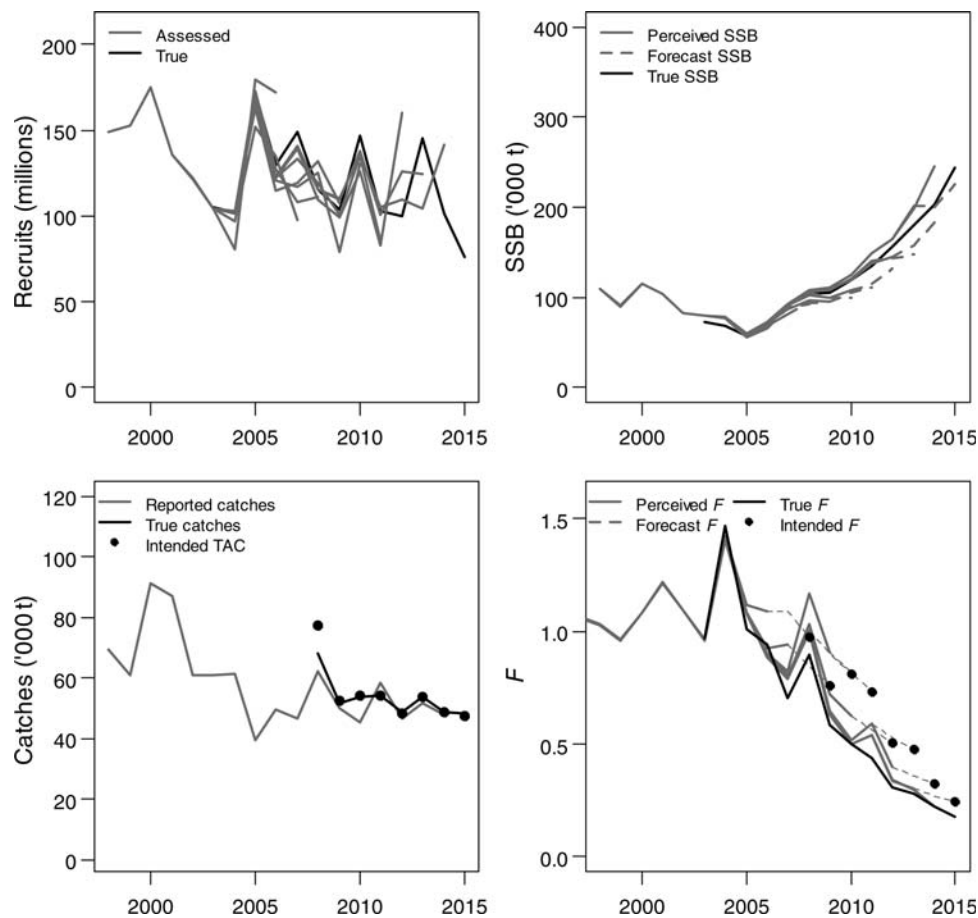 Recruits (millions)
200
150
100
50
0
Assessed
True
2000 2005 2010 2015
SSB ('000 t)
400
300
200
100
0
Perceived SSB
Forecast SSB
True SSB
2000 2005 2010 2015
Catches ('000 t)
120
100
80
60
40
20
0
Reported catches
True catches
Intended TAC
2000 2005 2010 2015
F
1.5
1.0
0.5
0.0
Perceived F True F
Forecast F Intended F
2000 2005 2010 2015